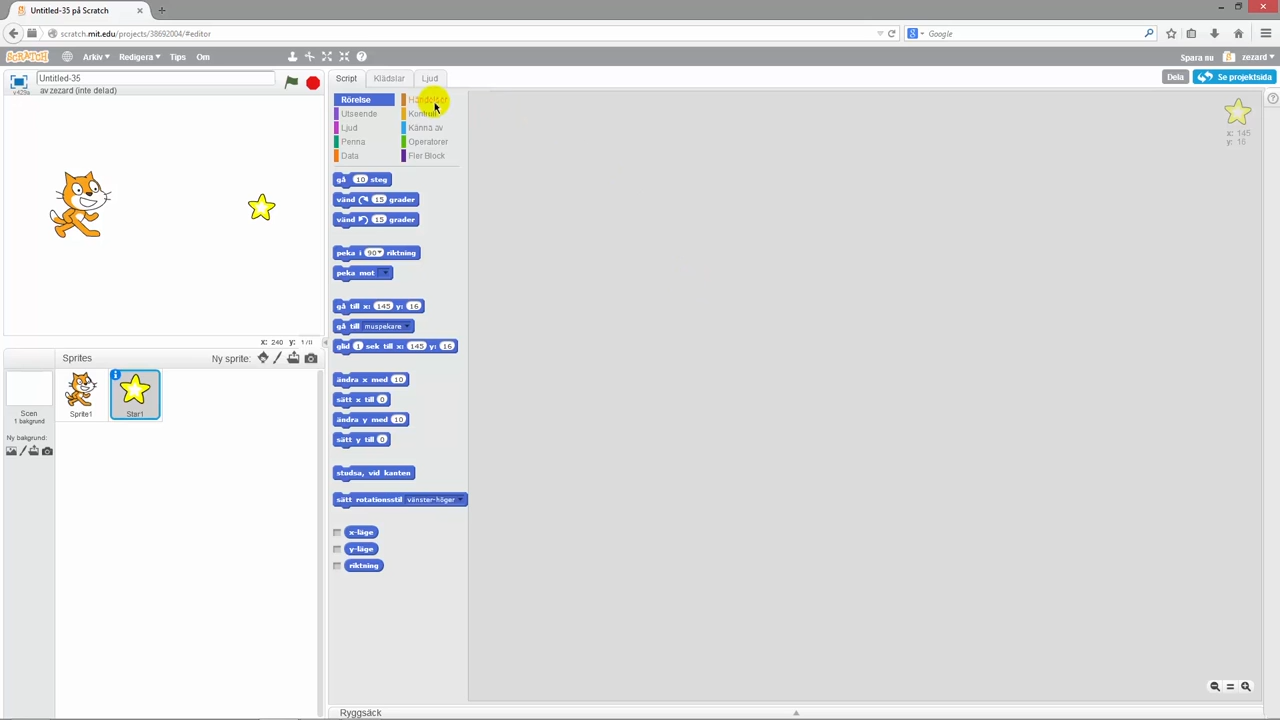 Untitled-35 på Scratch
scratch.mit.edu/projects/38692004/#editor
Google
SCRATCH
Arkiv
Redigera
Tips
Om
Spara nu
zezard
Untitled-35
av zezard (inte delad)
v429a
Script
Klädslar
Ljud
Dela
Se projektsida
Rörelse
Händelser
Utseende
Kontroll
Ljud
Känna av
Penna
Operatorer
Data
Fler Block
x: 145
y: 16
gå 10 steg
vänd 15 grader
vänd 15 grader
peka i 90 riktning
peka mot
gå till x: 145 y: 16
gå till muspekare
glid 1 sek till x: 145 y: 16
ändra x med 10
sätt x till 0
ändra y med 10
sätt y till 0
studsa, vid kanten
sätt rotationsstil vänster-höger
x-läge
y-läge
riktning
x: 240 y:
Sprites
Ny sprite:
Scen
1 bakgrund
Ny bakgrund:
Sprite1
Star1
Ryggsäck